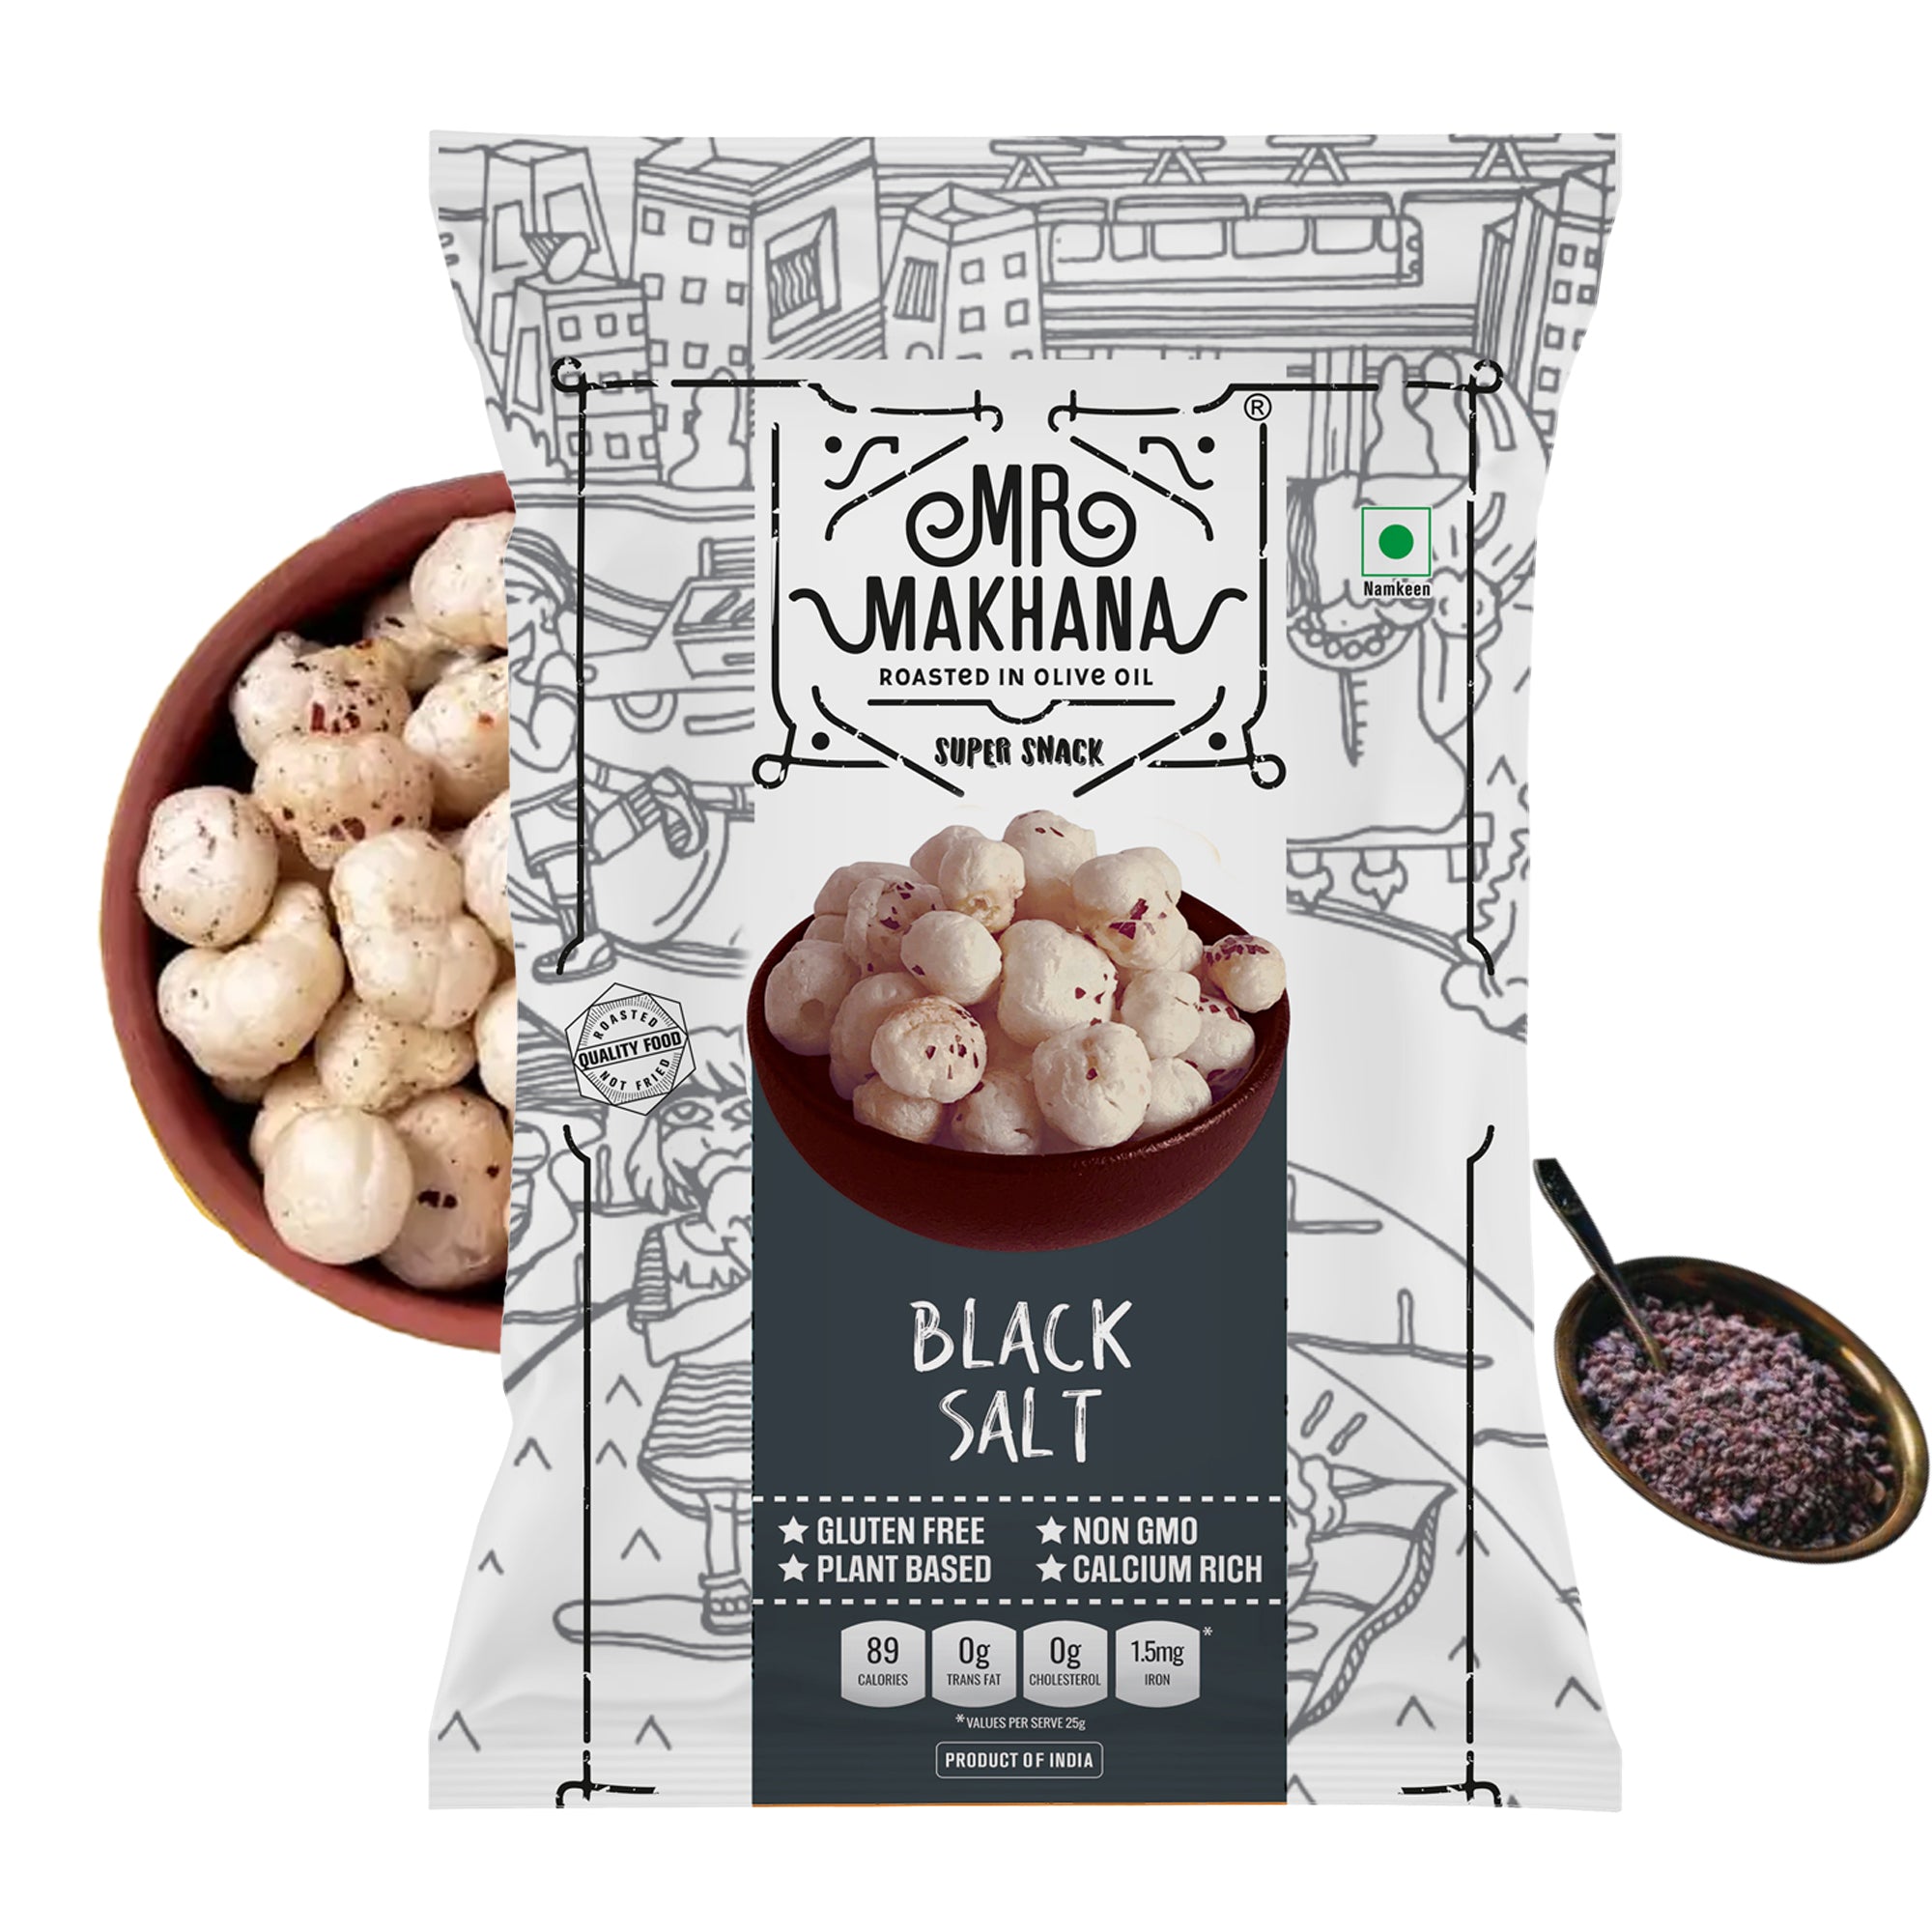 ®
MR
MAKHANA
ROASTED IN OLIVE OIL
SUPER SNACK
Namkeen
ROASTED
QUALITY FOOD
NOT FRIED
BLACK
SALT
★ GLUTEN FREE ★ NON GMO
★ PLANT BASED ★ CALCIUM RICH
89 0g 0g 1.5mg *
CALORIES TRANS FAT CHOLESTEROL IRON
*VALUES PER SERVE 25g
PRODUCT OF INDIA